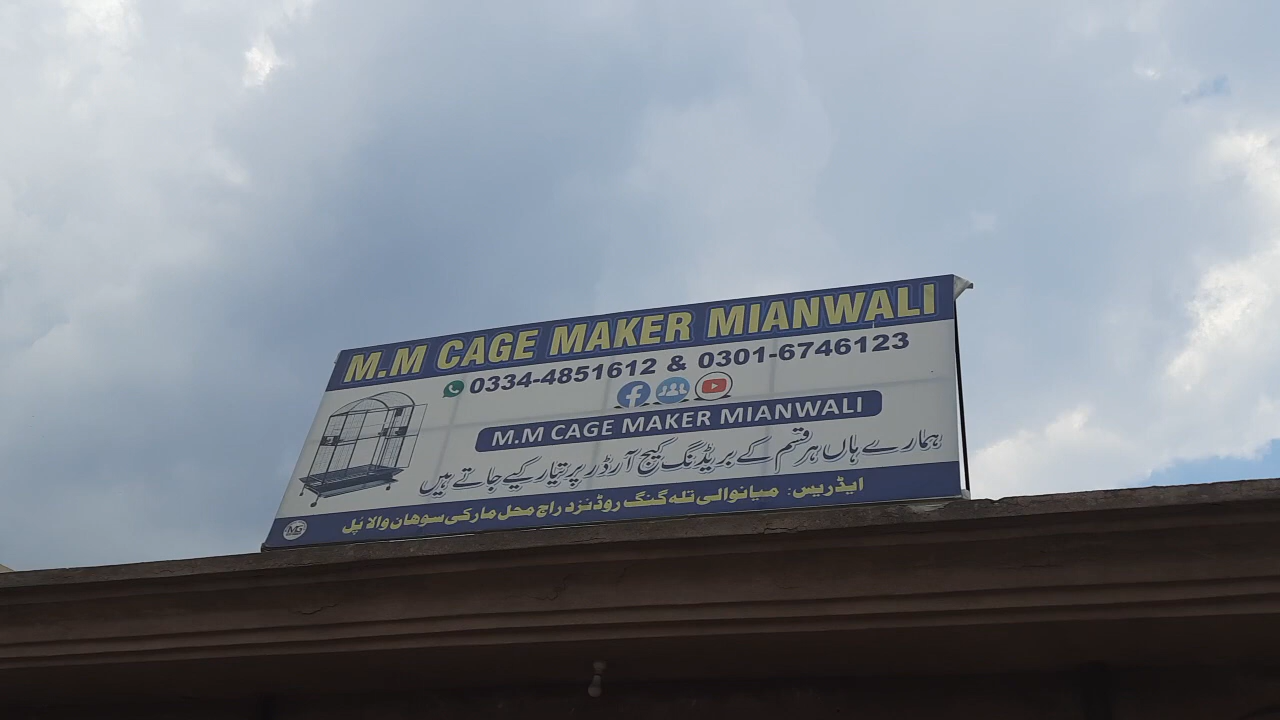 M.M CAGE MAKER MIANWALI
0334-4851612 & 0301-6746123
M.M CAGE MAKER MIANWALI
ہمارے ہاں ہر قسم کے بریڈنگ کیج آرڈر پر تیار کیے جاتے ہیں
ایڈریس: میانوالی تلہ گنگ روڈ نزد راج محل مارکی سوھان والا پل